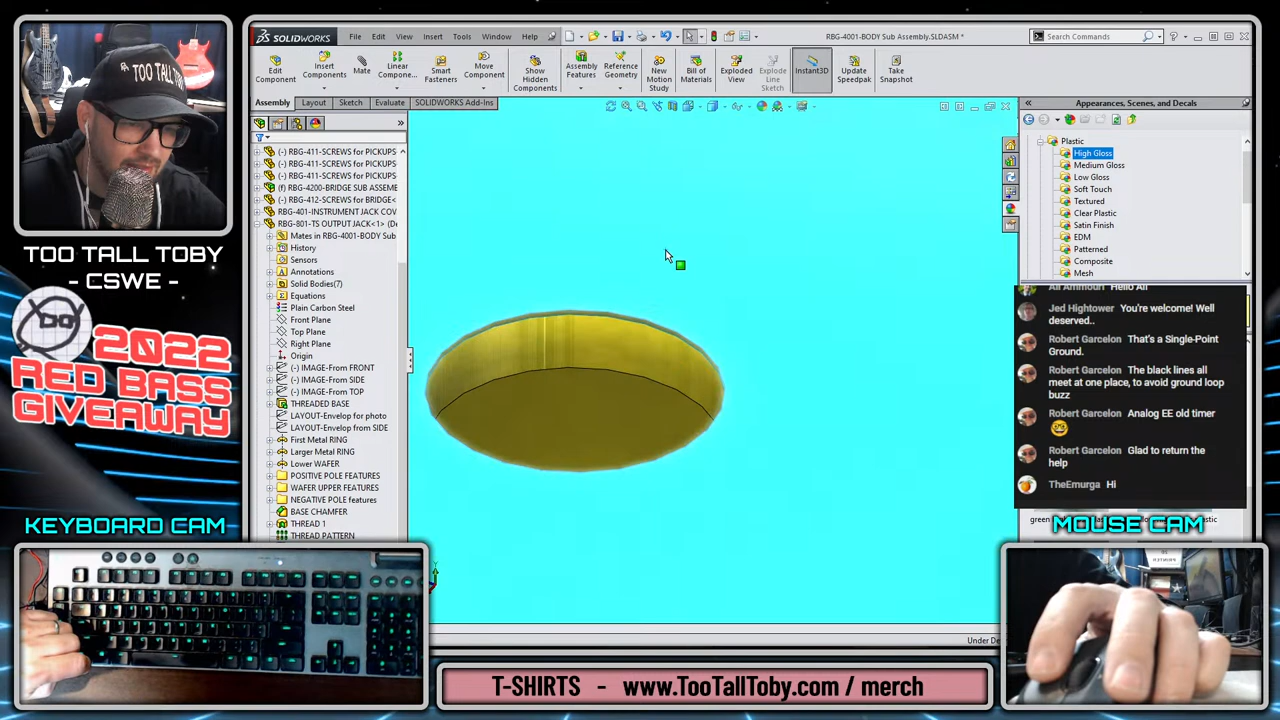 TOO TALL TOBY
TOO TALL TOBY
- CSWE -
2022
RED BASS
GIVEAWAY
KEYBOARD CAM
SOLIDWORKS
File
Edit
View
Insert
Tools
Window
Help
RBG-4001-BODY Sub Assembly.SLDASM *
Search Commands
Edit
Component
Insert
Components
Mate
Linear
Compone...
Smart
Fasteners
Move
Component
Show
Hidden
Components
Assembly
Features
Reference
Geometry
New
Motion
Study
Bill of
Materials
Exploded
View
Explode
Line
Sketch
Instant3D
Update
Speedpak
Take
Snapshot
Assembly
Layout
Sketch
Evaluate
SOLIDWORKS Add-Ins
(-) RBG-411-SCREWS for PICKUPS
(-) RBG-411-SCREWS for PICKUPS
(-) RBG-411-SCREWS for PICKUPS
(f) RBG-4200-BRIDGE SUB ASSEME
(-) RBG-412-SCREWS for BRIDGE<
RBG-401-INSTRUMENT JACK COV
RBG-801-TS OUTPUT JACK<1> (De
Mates in RBG-4001-BODY Sub
History
Sensors
Annotations
Solid Bodies(7)
Equations
Plain Carbon Steel
Front Plane
Top Plane
Right Plane
Origin
(-) IMAGE-From FRONT
(-) IMAGE-From SIDE
(-) IMAGE-From TOP
THREADED BASE
LAYOUT-Envelop for photo
LAYOUT-Envelop from SIDE
First Metal RING
Larger Metal RING
Lower WAFER
POSITIVE POLE FEATURES
WAFER UPPER FEATURES
NEGATIVE POLE features
BASE CHAMFER
THREAD 1
THREAD PATTERN
Appearances, Scenes, and Decals
Plastic
High Gloss
Medium Gloss
Low Gloss
Soft Touch
Textured
Clear Plastic
Satin Finish
EDM
Patterned
Composite
Mesh
Ali Ammoun Hello All
Jed Hightower You're welcome! Well
deserved..
Robert Garcelon That's a Single-Point
Ground.
Robert Garcelon The black lines all
meet at one place, to avoid ground loop
buzz
Robert Garcelon Analog EE old timer
Robert Garcelon Glad to return the
help
TheEmurga Hi
MOUSE CAM
Under De
T-SHIRTS - www.TooTallToby.com / merch